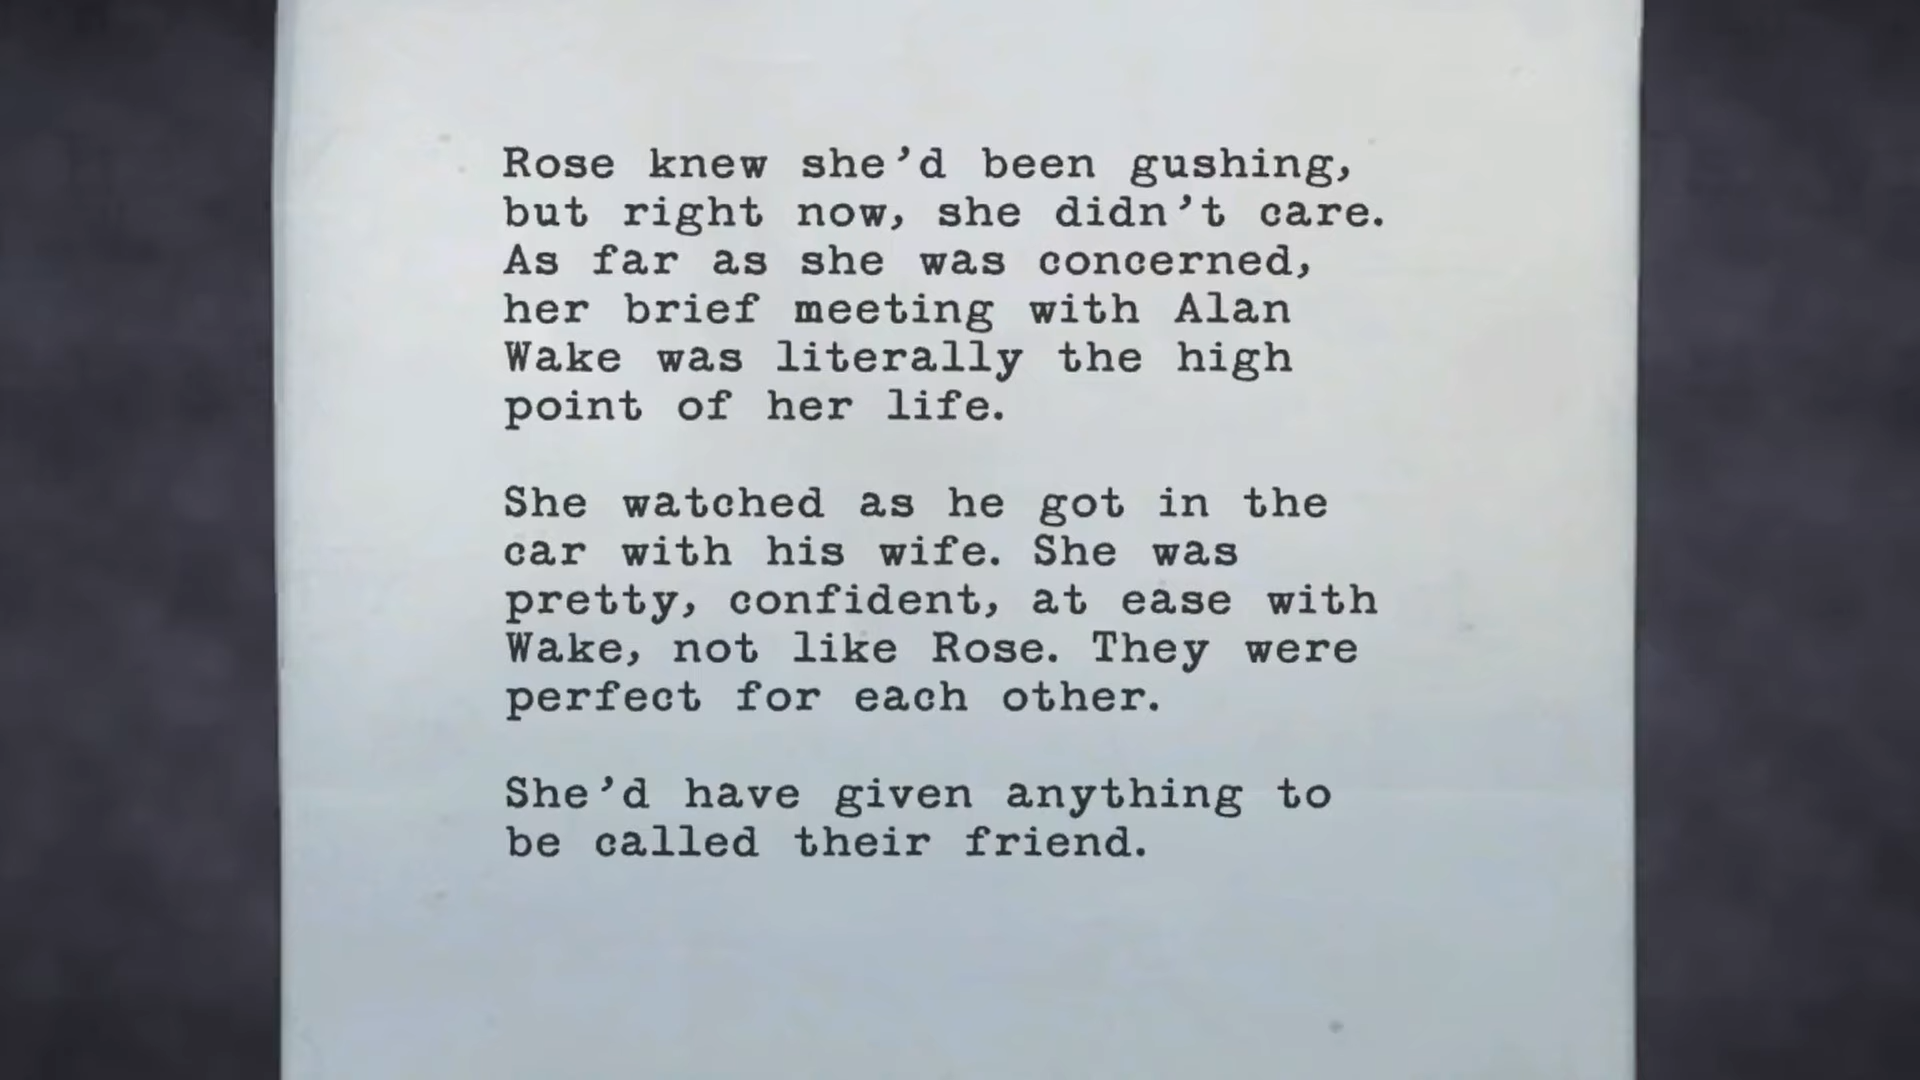 Rose knew she’d been gushing,
but right now, she didn’t care.
As far as she was concerned,
her brief meeting with Alan
Wake was literally the high
point of her life.
She watched as he got in the
car with his wife. She was
pretty, confident, at ease with
Wake, not like Rose. They were
perfect for each other.
She’d have given anything to
be called their friend.